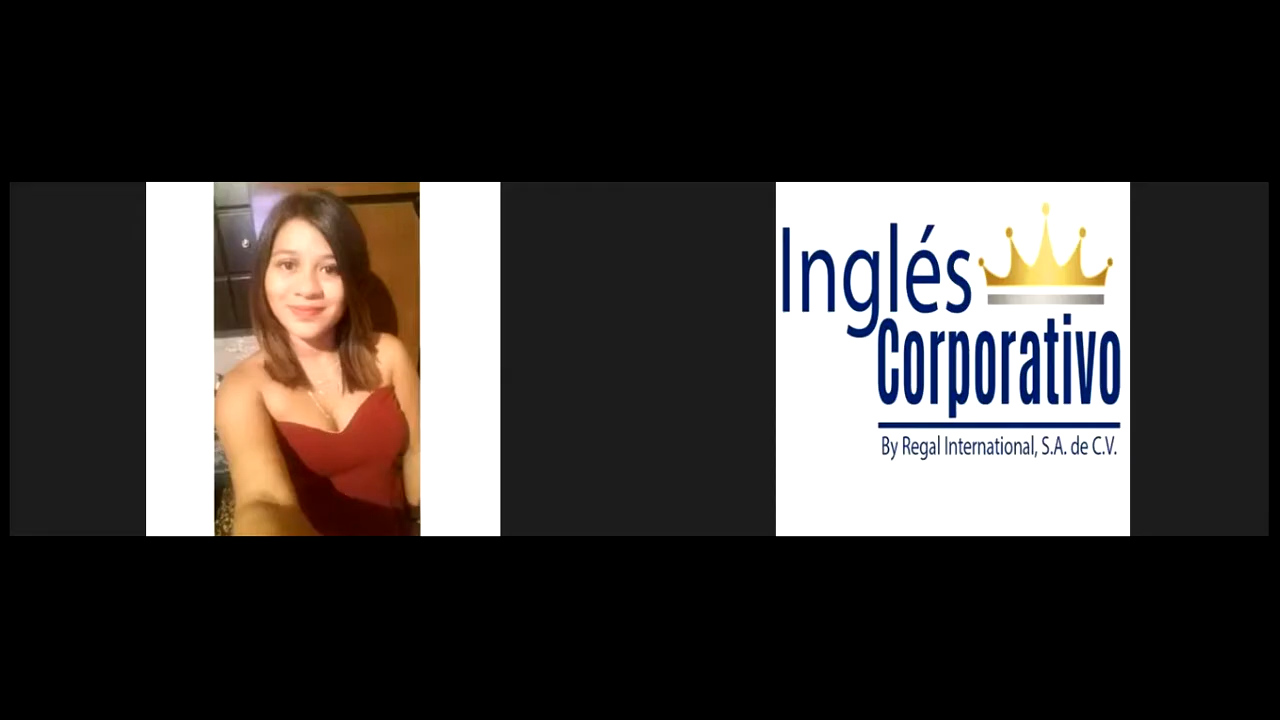 Inglés
Corporativo
By Regal International, S.A. de C.V.